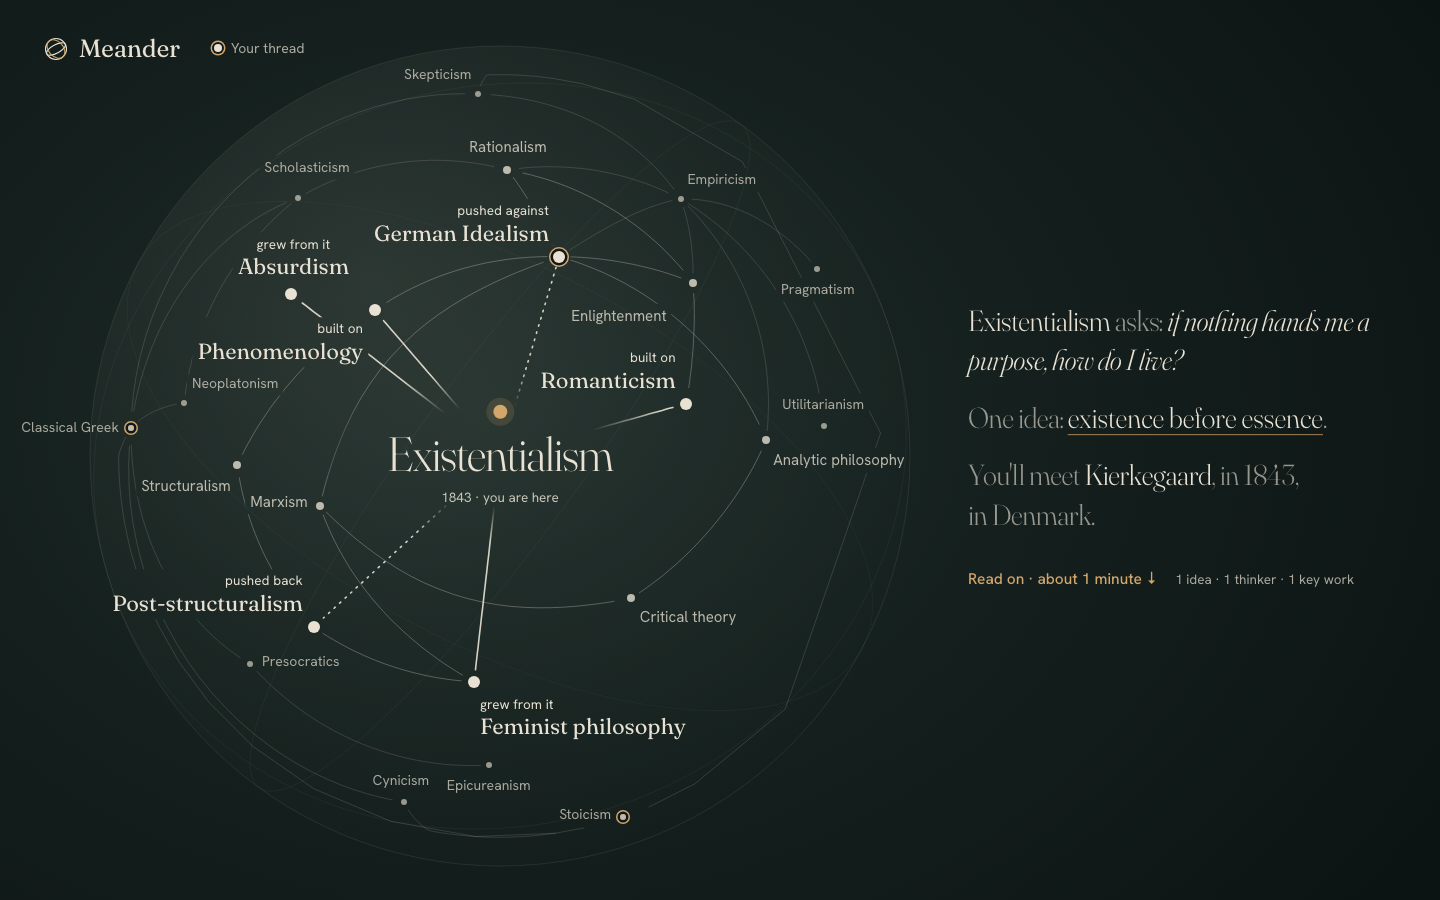 Meander
Your thread
Skepticism
Rationalism
Scholasticism
Empiricism
pushed against
German Idealism
grew from it
Absurdism
Pragmatism
Enlightenment
built on
Phenomenology
built on
Romanticism
Neoplatonism
Utilitarianism
Classical Greek
Existentialism
1843 · you are here
Analytic philosophy
Structuralism
Marxism
pushed back
Post-structuralism
Critical theory
Presocratics
grew from it
Feminist philosophy
Cynicism
Epicureanism
Stoicism
Existentialism asks: if nothing hands me a
purpose, how do I live?
One idea: existence before essence.
You'll meet Kierkegaard, in 1843,
in Denmark.
Read on · about 1 minute ↓
1 idea · 1 thinker · 1 key work